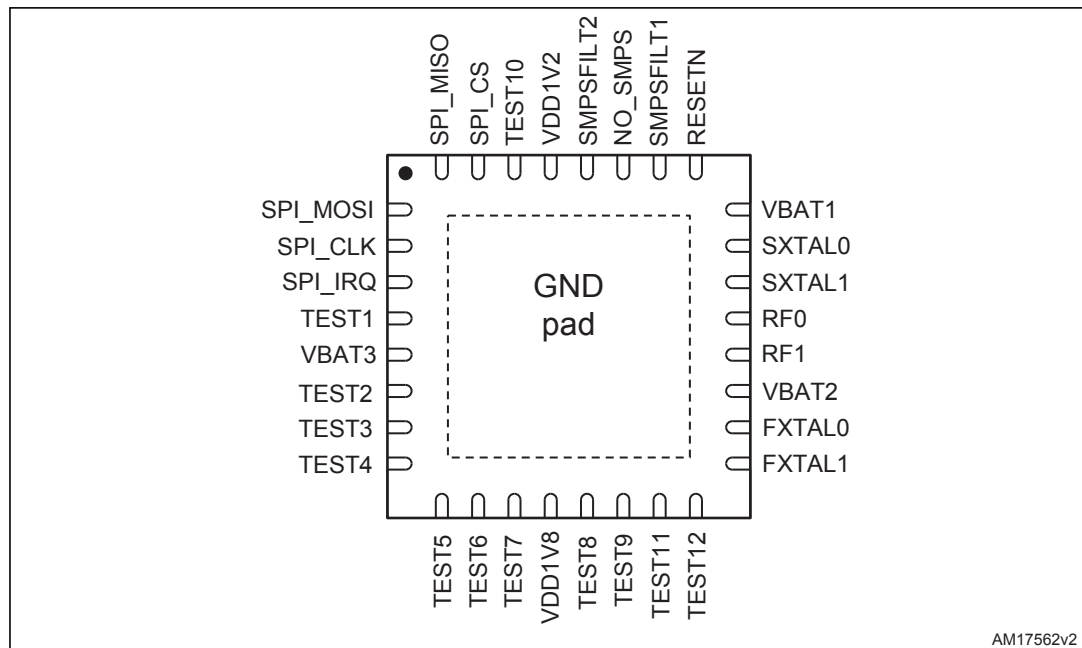 SPI_MISO
SPI_CS
TEST10
VDD1V2
SMPSFILT2
NO_SMPS
SMPSFILT1
RESETN
SPI_MOSI
SPI_CLK
SPI_IRQ
TEST1
VBAT3
TEST2
TEST3
TEST4
GND
pad
VBAT1
SXTAL0
SXTAL1
RF0
RF1
VBAT2
FXTAL0
FXTAL1
TEST5
TEST6
TEST7
VDD1V8
TEST8
TEST9
TEST11
TEST12
AM17562v2